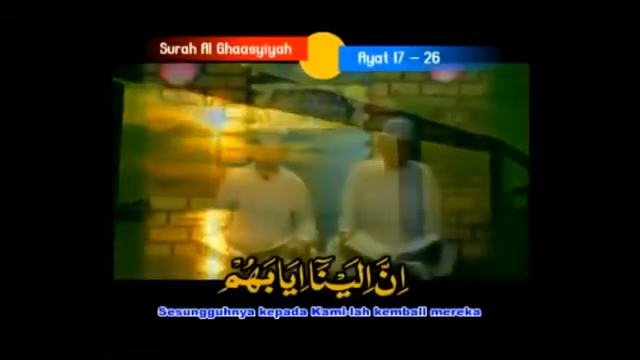 Surah Al Ghaasyiyah
Ayat 17 - 26
اِنَّ اِلَيْنَآ اِيَابَهُمْ
Sesungguhnya kepada Kami-lah kembali mereka